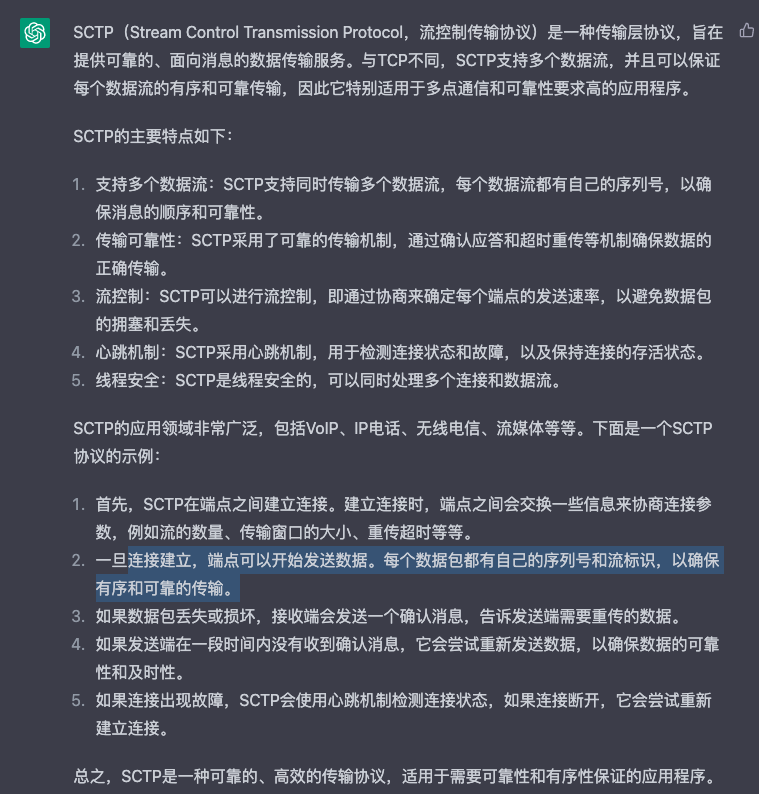 SCTP（Stream Control Transmission Protocol，流控制传输协议）是一种传输层协议，旨在
提供可靠的、面向消息的数据传输服务。与TCP不同，SCTP支持多个数据流，并且可以保证
每个数据流的有序和可靠传输，因此它特别适用于多点通信和可靠性要求高的应用程序。
SCTP的主要特点如下：
1. 支持多个数据流：SCTP支持同时传输多个数据流，每个数据流都有自己的序列号，以确
保消息的顺序和可靠性。
2. 传输可靠性：SCTP采用了可靠的传输机制，通过确认应答和超时重传等机制确保数据的
正确传输。
3. 流控制：SCTP可以进行流控制，即通过协商来确定每个端点的发送速率，以避免数据包
的拥塞和丢失。
4. 心跳机制：SCTP采用心跳机制，用于检测连接状态和故障，以及保持连接的存活状态。
5. 线程安全：SCTP是线程安全的，可以同时处理多个连接和数据流。
SCTP的应用领域非常广泛，包括VoIP、IP电话、无线电信、流媒体等等。下面是一个SCTP
协议的示例：
1. 首先，SCTP在端点之间建立连接。建立连接时，端点之间会交换一些信息来协商连接参
数，例如流的数量、传输窗口的大小、重传超时等等。
2. 一旦连接建立，端点可以开始发送数据。每个数据包都有自己的序列号和流标识，以确保
有序和可靠的传输。
3. 如果数据包丢失或损坏，接收端会发送一个确认消息，告诉发送端需要重传的数据。
4. 如果发送端在一段时间内没有收到确认消息，它会尝试重新发送数据，以确保数据的可靠
性和及时性。
5. 如果连接出现故障，SCTP会使用心跳机制检测连接状态，如果连接断开，它会尝试重新
建立连接。
总之，SCTP是一种可靠的、高效的传输协议，适用于需要可靠性和有序性保证的应用程序。